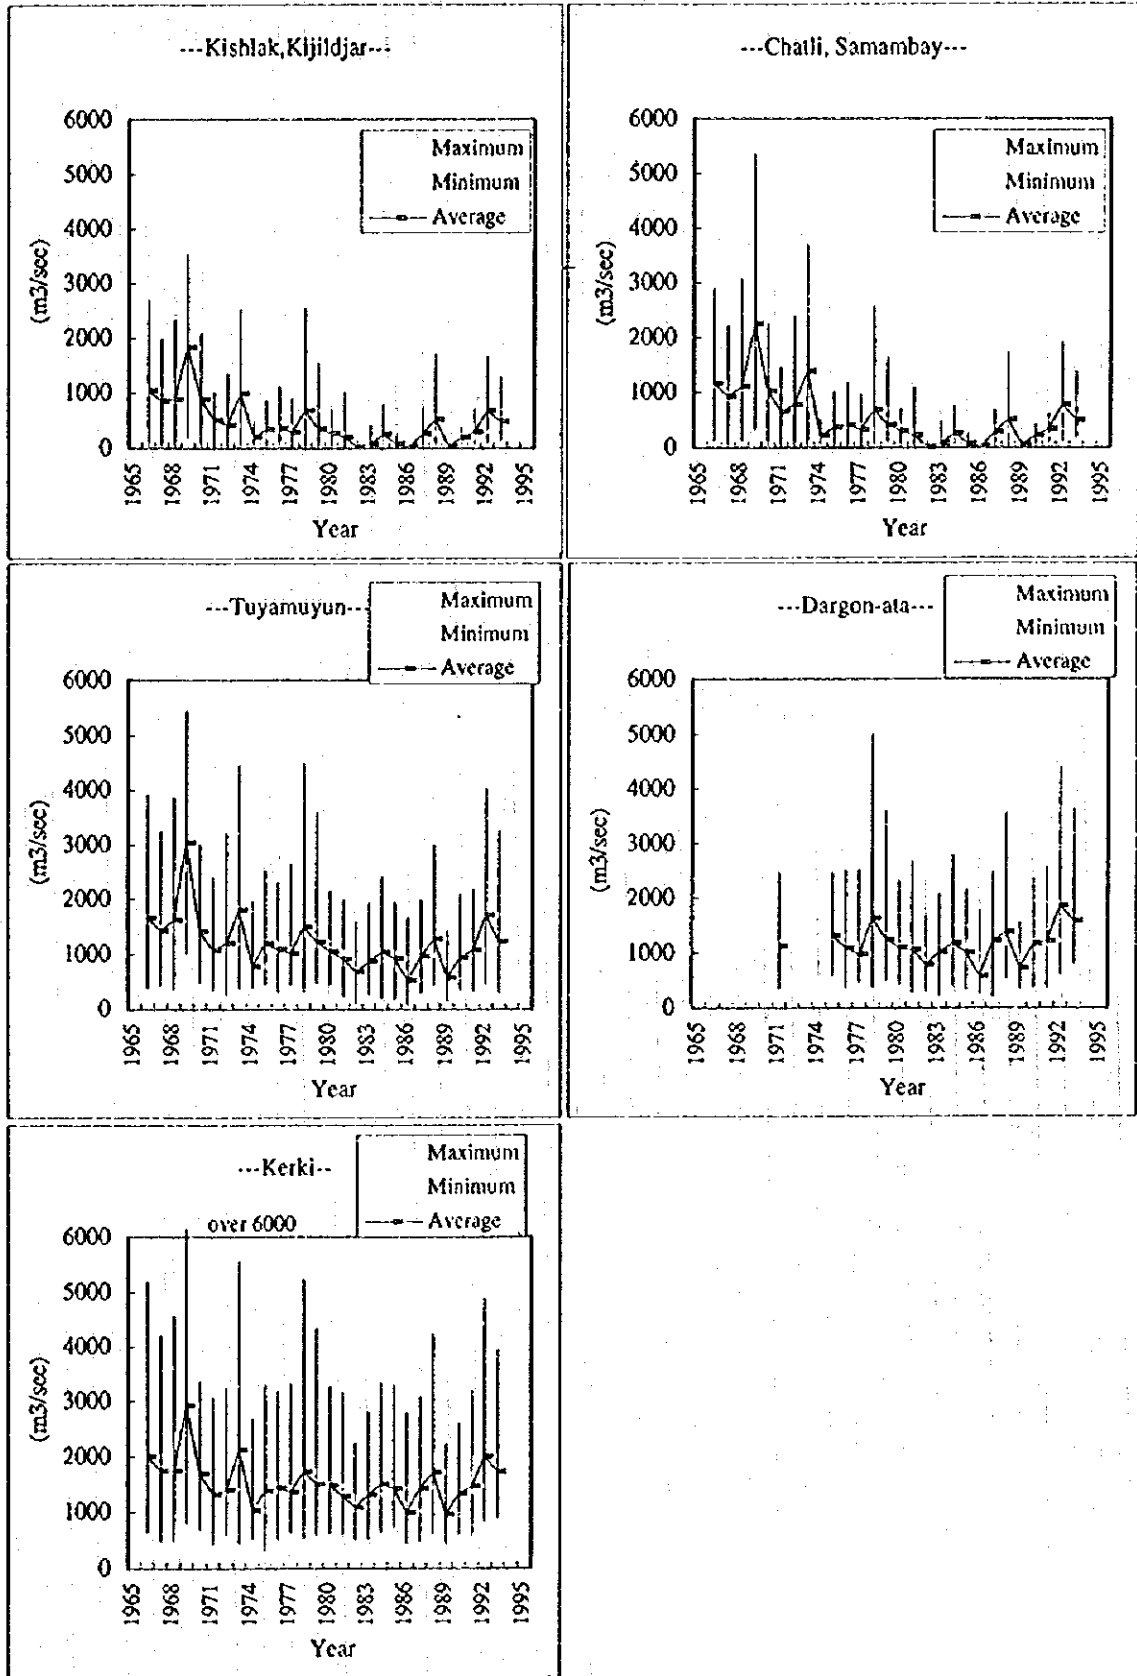 ---Kishlak,Kijildjar---
6000
5000
4000
3000
2000
1000
0
(m3/sec)
Maximum
Minimum
Average
1965
1968
1971
1974
1977
1980
1983
1986
1989
1992
1995
Year
---Chatli, Samambay---
6000
5000
4000
3000
2000
1000
0
(m3/sec)
Maximum
Minimum
Average
1965
1968
1971
1974
1977
1980
1983
1986
1989
1992
1995
Year
---Tuyamuyun---
Maximum
Minimum
Average
6000
5000
4000
3000
2000
1000
0
(m3/sec)
1965
1968
1971
1974
1977
1980
1983
1986
1989
1992
1995
Year
---Dargon-ata---
Maximum
Minimum
Average
6000
5000
4000
3000
2000
1000
0
(m3/sec)
1965
1968
1971
1974
1977
1980
1983
1986
1989
1992
1995
Year
---Kerki--
Maximum
Minimum
Average
over 6000
6000
5000
4000
3000
2000
1000
0
(m3/sec)
1965
1968
1971
1974
1977
1980
1983
1986
1989
1992
1995
Year